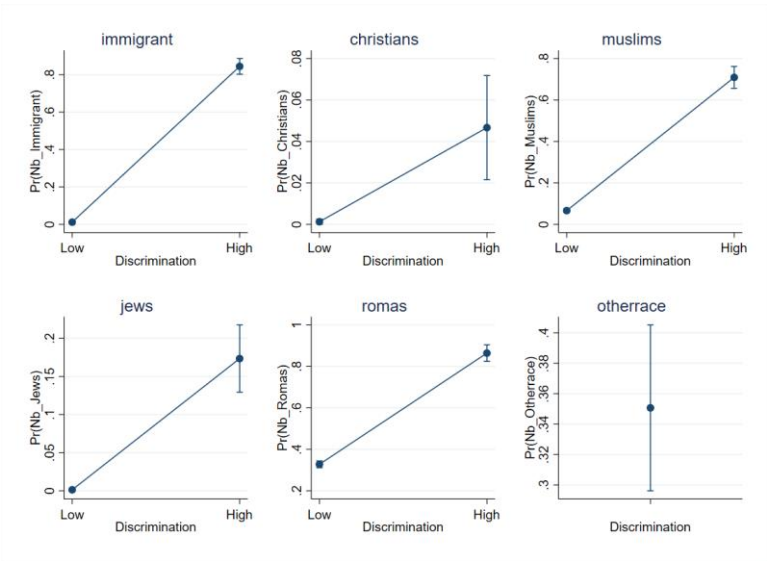 immigrant
Pr(Nb_Immigrant)
.8
.6
.4
.2
0
Low
High
Discrimination
christians
Pr(Nb_Christians)
.08
.06
.04
.02
0
Low
High
Discrimination
muslims
Pr(Nb_Muslims)
.8
.6
.4
.2
0
Low
High
Discrimination
jews
Pr(Nb_Jews)
.2
.15
.1
.05
0
Low
High
Discrimination
romas
Pr(Nb_Romas)
1
.8
.6
.4
.2
Low
High
Discrimination
otherrace
Pr(Nb_Otherrace)
.4
.38
.36
.34
.32
.3
Discrimination